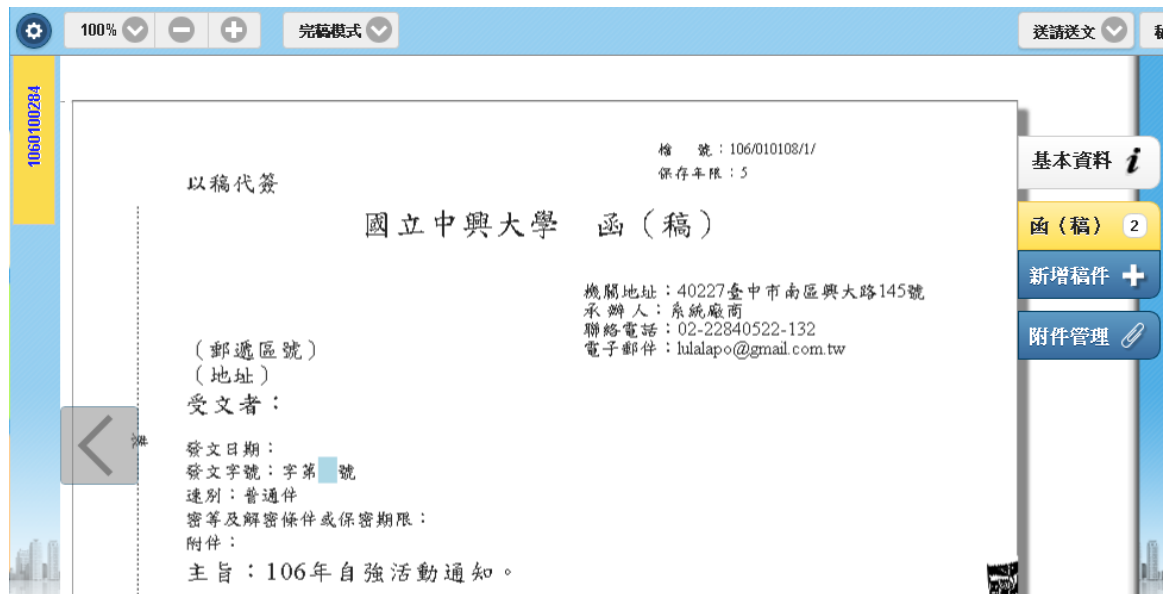 100%
完稿模式
送請送文
1060100284
檔 號：106/010108/1/
保存年限：5
以稿代簽
國立中興大學 函（稿）
機關地址：40227臺中市南區興大路145號
承 辦 人：系統廠商
聯絡電話：02-22840522-132
電子郵件：lulalapo@gmail.com.tw
（郵遞區號）
（地址）
受文者：
發文日期：
發文字號：字第 號
速別：普通件
密等及解密條件或保密期限：
附件：
主旨：106年自強活動通知。
基本資料 i
函（稿） 2
新增稿件
附件管理